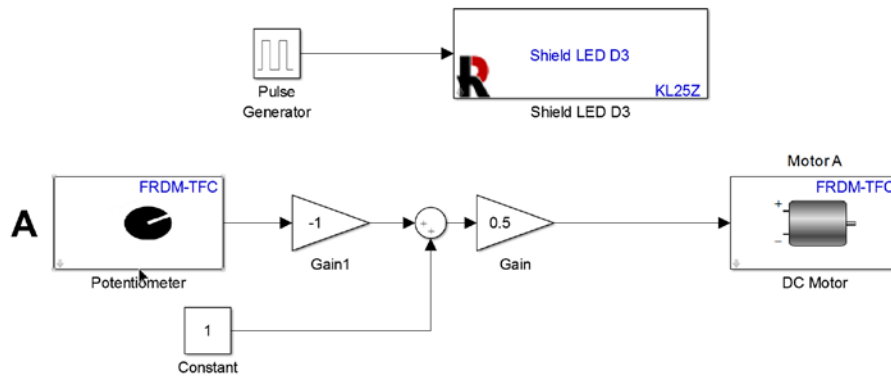 Shield LED D3
KL25Z
Pulse
Generator
Shield LED D3
Motor A
A
FRDM-TFC
-1
+
+
0.5
FRDM-TFC
+
−
Potentiometer
Gain1
Gain
DC Motor
1
Constant